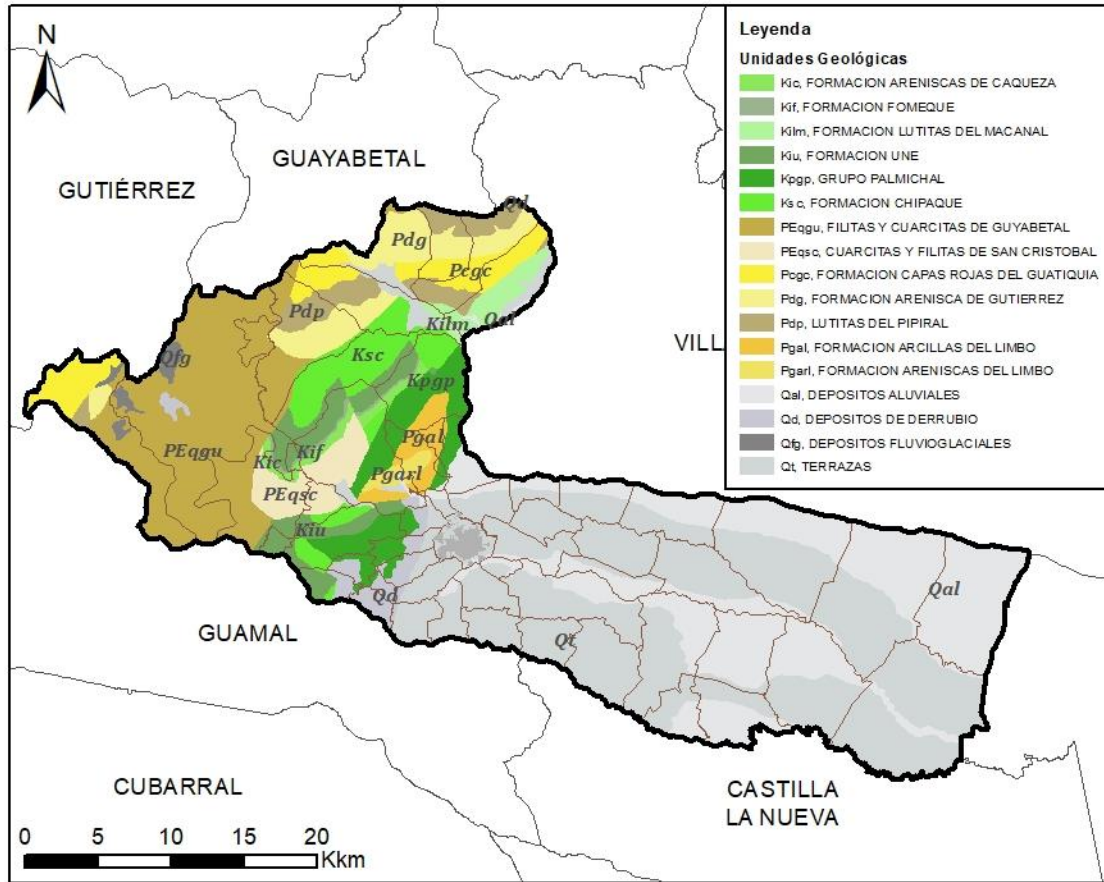 N
GUTIÉRREZ
GUAYABETAL
VILL
GUAMAL
CUBARRAL
CASTILLA
LA NUEVA
Qd
Pdg
Pcgc
Pdp
Kilm
Qal
Qfg
Ksc
Kpgp
PEqgu
Kic
Kif
Pgal
Pgarl
PEqsc
Kiu
Qd
Qt
Qal
0 5 10 15 20
Kkm
Leyenda
Unidades Geológicas
Kic, FORMACION ARENISCAS DE CAQUEZA
Kif, FORMACION FOMEQUE
Kilm, FORMACION LUTITAS DEL MACANAL
Kiu, FORMACION UNE
Kpgp, GRUPO PALMICHAL
Ksc, FORMACION CHIPAQUE
PEqgu, FILITAS Y CUARCITAS DE GUYABETAL
PEqsc, CUARCITAS Y FILITAS DE SAN CRISTOBAL
Pcgc, FORMACION CAPAS ROJAS DEL GUATIQUIA
Pdg, FORMACION ARENISCA DE GUTIERREZ
Pdp, LUTITAS DEL PIPIRAL
Pgal, FORMACION ARCILLAS DEL LIMBO
Pgarl, FORMACION ARENISCAS DEL LIMBO
Qal, DEPOSITOS ALUVIALES
Qd, DEPOSITOS DE DERRUBIO
Qfg, DEPOSITOS FLUVIOGLACIALES
Qt, TERRAZAS